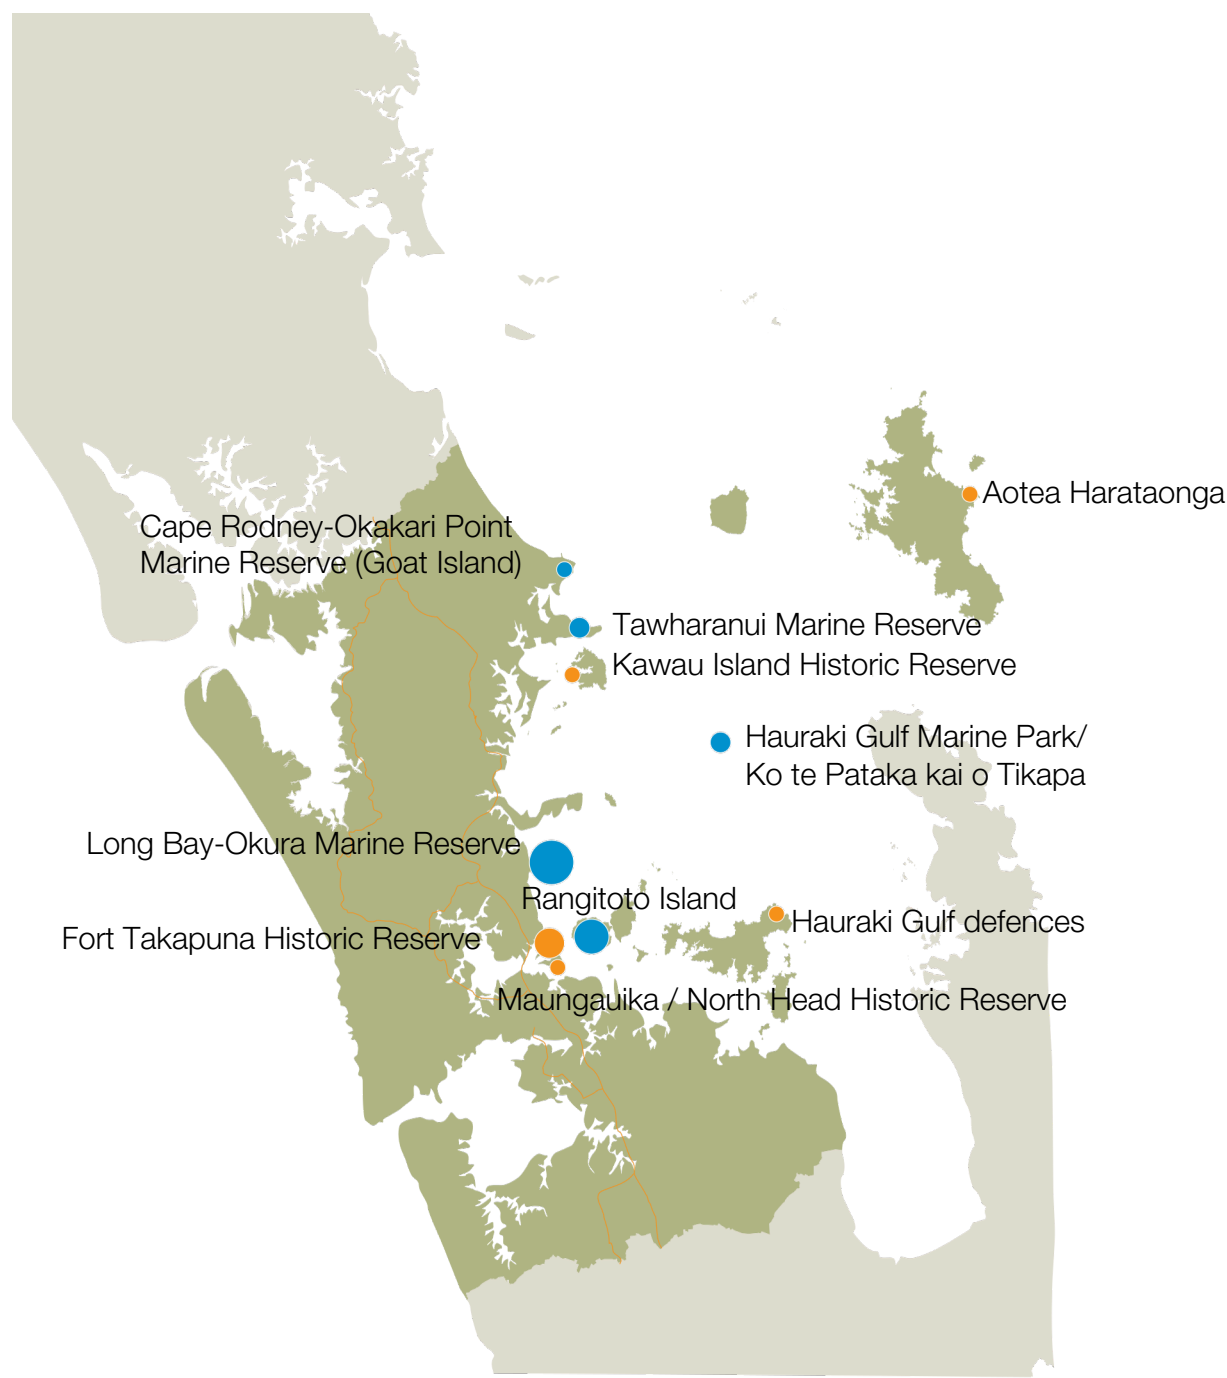 Aotea Harataonga
Cape Rodney-Okakari Point
Marine Reserve (Goat Island)
Tawharanui Marine Reserve
Kawau Island Historic Reserve
Hauraki Gulf Marine Park/
Ko te Pataka kai o Tikapa
Long Bay-Okura Marine Reserve
Rangitoto Island
Hauraki Gulf defences
Fort Takapuna Historic Reserve
Maungauika / North Head Historic Reserve